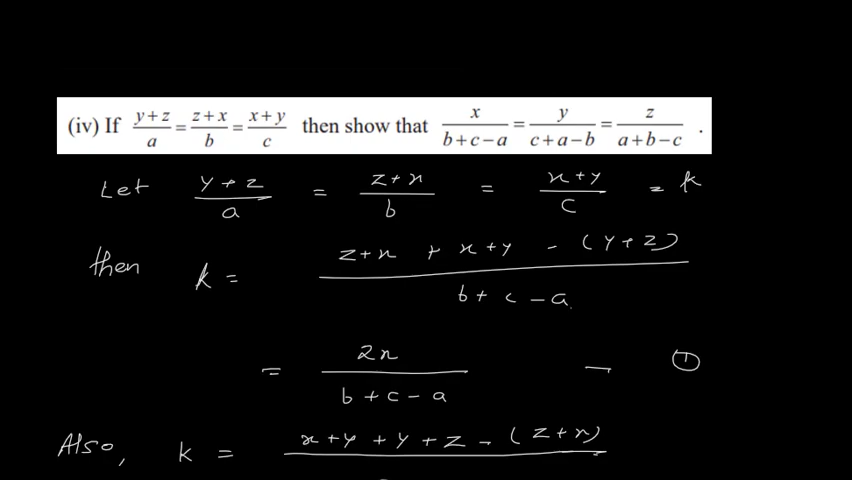 (iv) If (y+z)/a = (z+x)/b = (x+y)/c then show that x/(b+c−a) = y/(c+a−b) = z/(a+b−c) .
Let (y+z)/a = (z+x)/b = (x+y)/c = k
then k = (z+x + x+y − (y+z))/(b+c−a)
= 2x/(b+c−a) — ①
Also, k = x+y + y+z − (z+x)